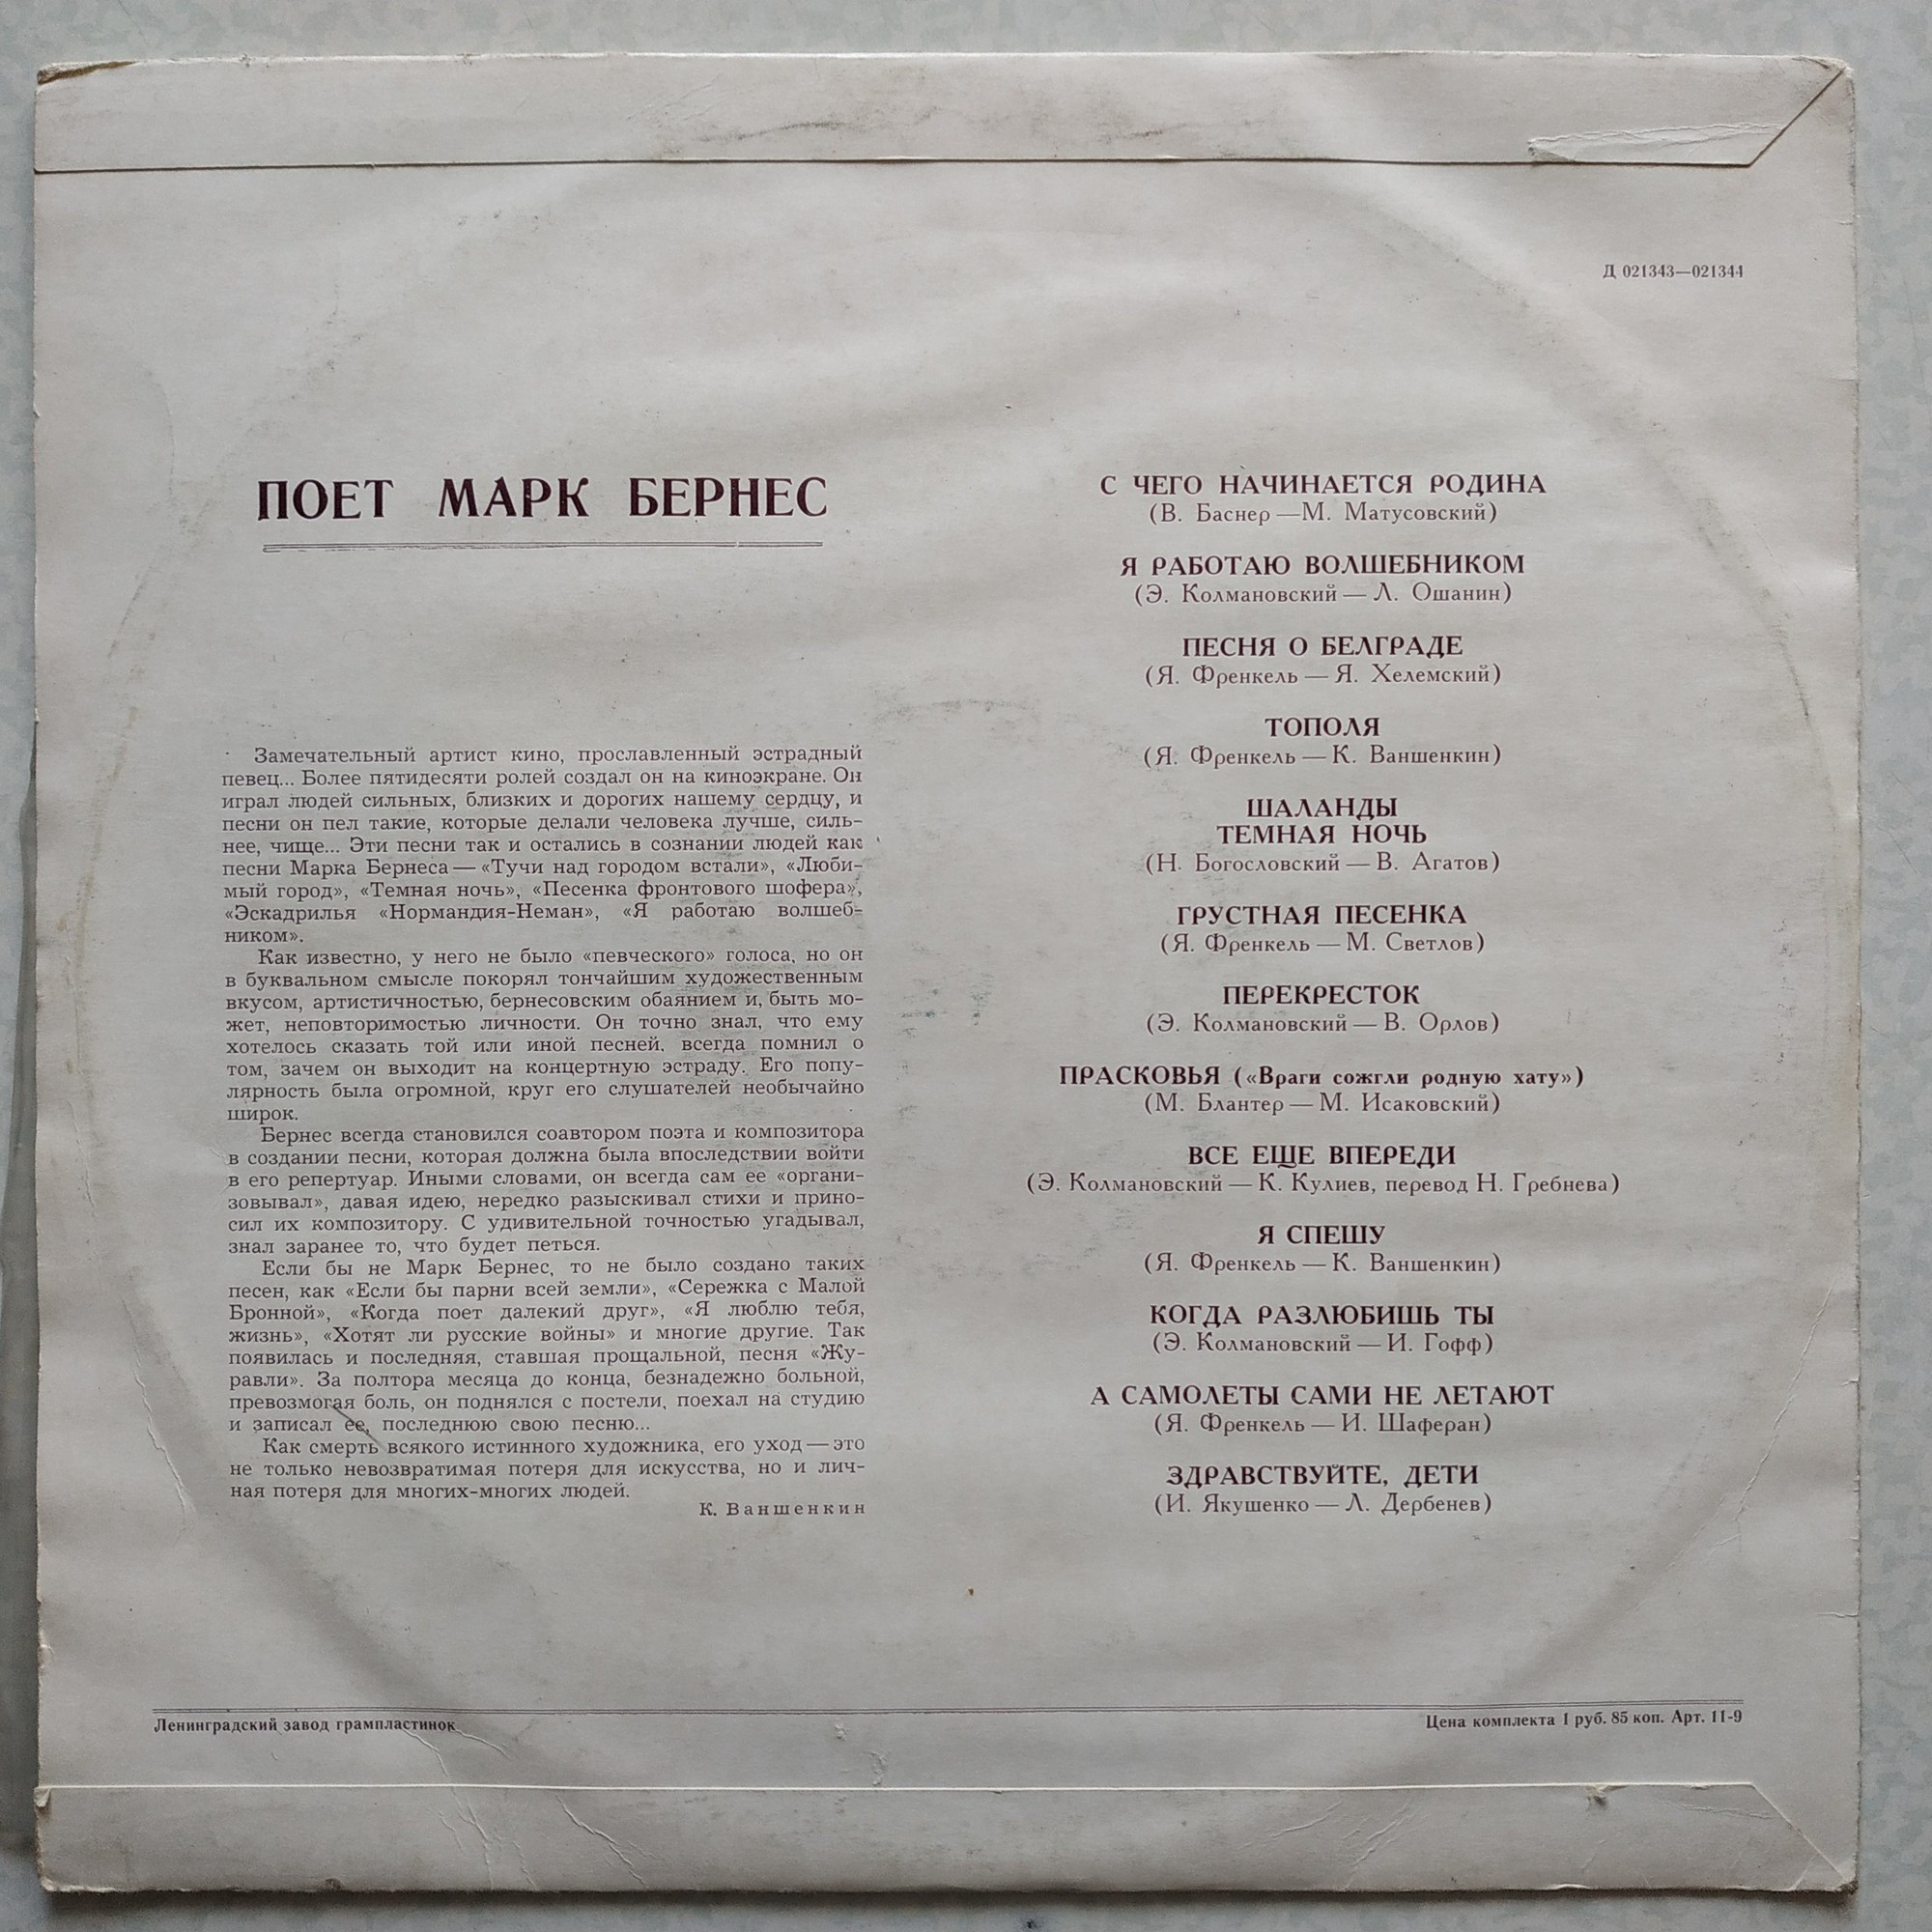 Д 021343—021344
ПОЕТ МАРК БЕРНЕС
Замечательный артист кино, прославленный эстрадный
певец... Более пятидесяти ролей создал он на киноэкране. Он
играл людей сильных, близких и дорогих нашему сердцу, и
песни он пел такие, которые делали человека лучше, силь-
нее, чище... Эти песни так и остались в сознании людей как
песни Марка Бернеса — «Тучи над городом встали», «Люби-
мый город», «Темная ночь», «Песенка фронтового шофера»,
«Эскадрилья «Нормандия-Неман», «Я работаю волшеб-
ником».
Как известно, у него не было «певческого» голоса, но он
в буквальном смысле покорял тончайшим художественным
вкусом, артистичностью, бернесовским обаянием и, быть мо-
жет, неповторимостью личности. Он точно знал, что ему
хотелось сказать той или иной песней, всегда помнил о
том, зачем он выходит на концертную эстраду. Его попу-
лярность была огромной, круг его слушателей необычайно
широк.
Бернес всегда становился соавтором поэта и композитора
в создании песни, которая должна была впоследствии войти
в его репертуар. Иными словами, он всегда сам ее «органи-
зовывал», давая идею, нередко разыскивал стихи и прино-
сил их композитору. С удивительной точностью угадывал,
знал заранее то, что будет петься.
Если бы не Марк Бернес, то не было создано таких
песен, как «Если бы парни всей земли», «Сережка с Малой
Бронной», «Когда поет далекий друг», «Я люблю тебя,
жизнь», «Хотят ли русские войны» и многие другие. Так
появилась и последняя, ставшая прощальной, песня «Жу-
равли». За полтора месяца до конца, безнадежно больной,
превозмогая боль, он поднялся с постели, поехал на студию
и записал ее, последнюю свою песню...
Как смерть всякого истинного художника, его уход — это
не только невозвратимая потеря для искусства, но и лич-
ная потеря для многих-многих людей.
К. Ваншенкин
С ЧЕГО НАЧИНАЕТСЯ РОДИНА
(В. Баснер — М. Матусовский)
Я РАБОТАЮ ВОЛШЕБНИКОМ
(Э. Колмановский — Л. Ошанин)
ПЕСНЯ О БЕЛГРАДЕ
(Я. Френкель — Я. Хелемский)
ТОПОЛЯ
(Я. Френкель — К. Ваншенкин)
ШАЛАНДЫ
ТЕМНАЯ НОЧЬ
(Н. Богословский — В. Агатов)
ГРУСТНАЯ ПЕСЕНКА
(Я. Френкель — М. Светлов)
ПЕРЕКРЕСТОК
(Э. Колмановский — В. Орлов)
ПРАСКОВЬЯ («Враги сожгли родную хату»)
(М. Блантер — М. Исаковский)
ВСЕ ЕЩЕ ВПЕРЕДИ
(Э. Колмановский — К. Кулиев, перевод Н. Гребнева)
Я СПЕШУ
(Я. Френкель — К. Ваншенкин)
КОГДА РАЗЛЮБИШЬ ТЫ
(Э. Колмановский — И. Гофф)
А САМОЛЕТЫ САМИ НЕ ЛЕТАЮТ
(Я. Френкель — И. Шаферан)
ЗДРАВСТВУЙТЕ, ДЕТИ
(И. Якушенко — Л. Дербенев)
Ленинградский завод грампластинок
Цена комплекта 1 руб. 85 коп. Арт. 11-9